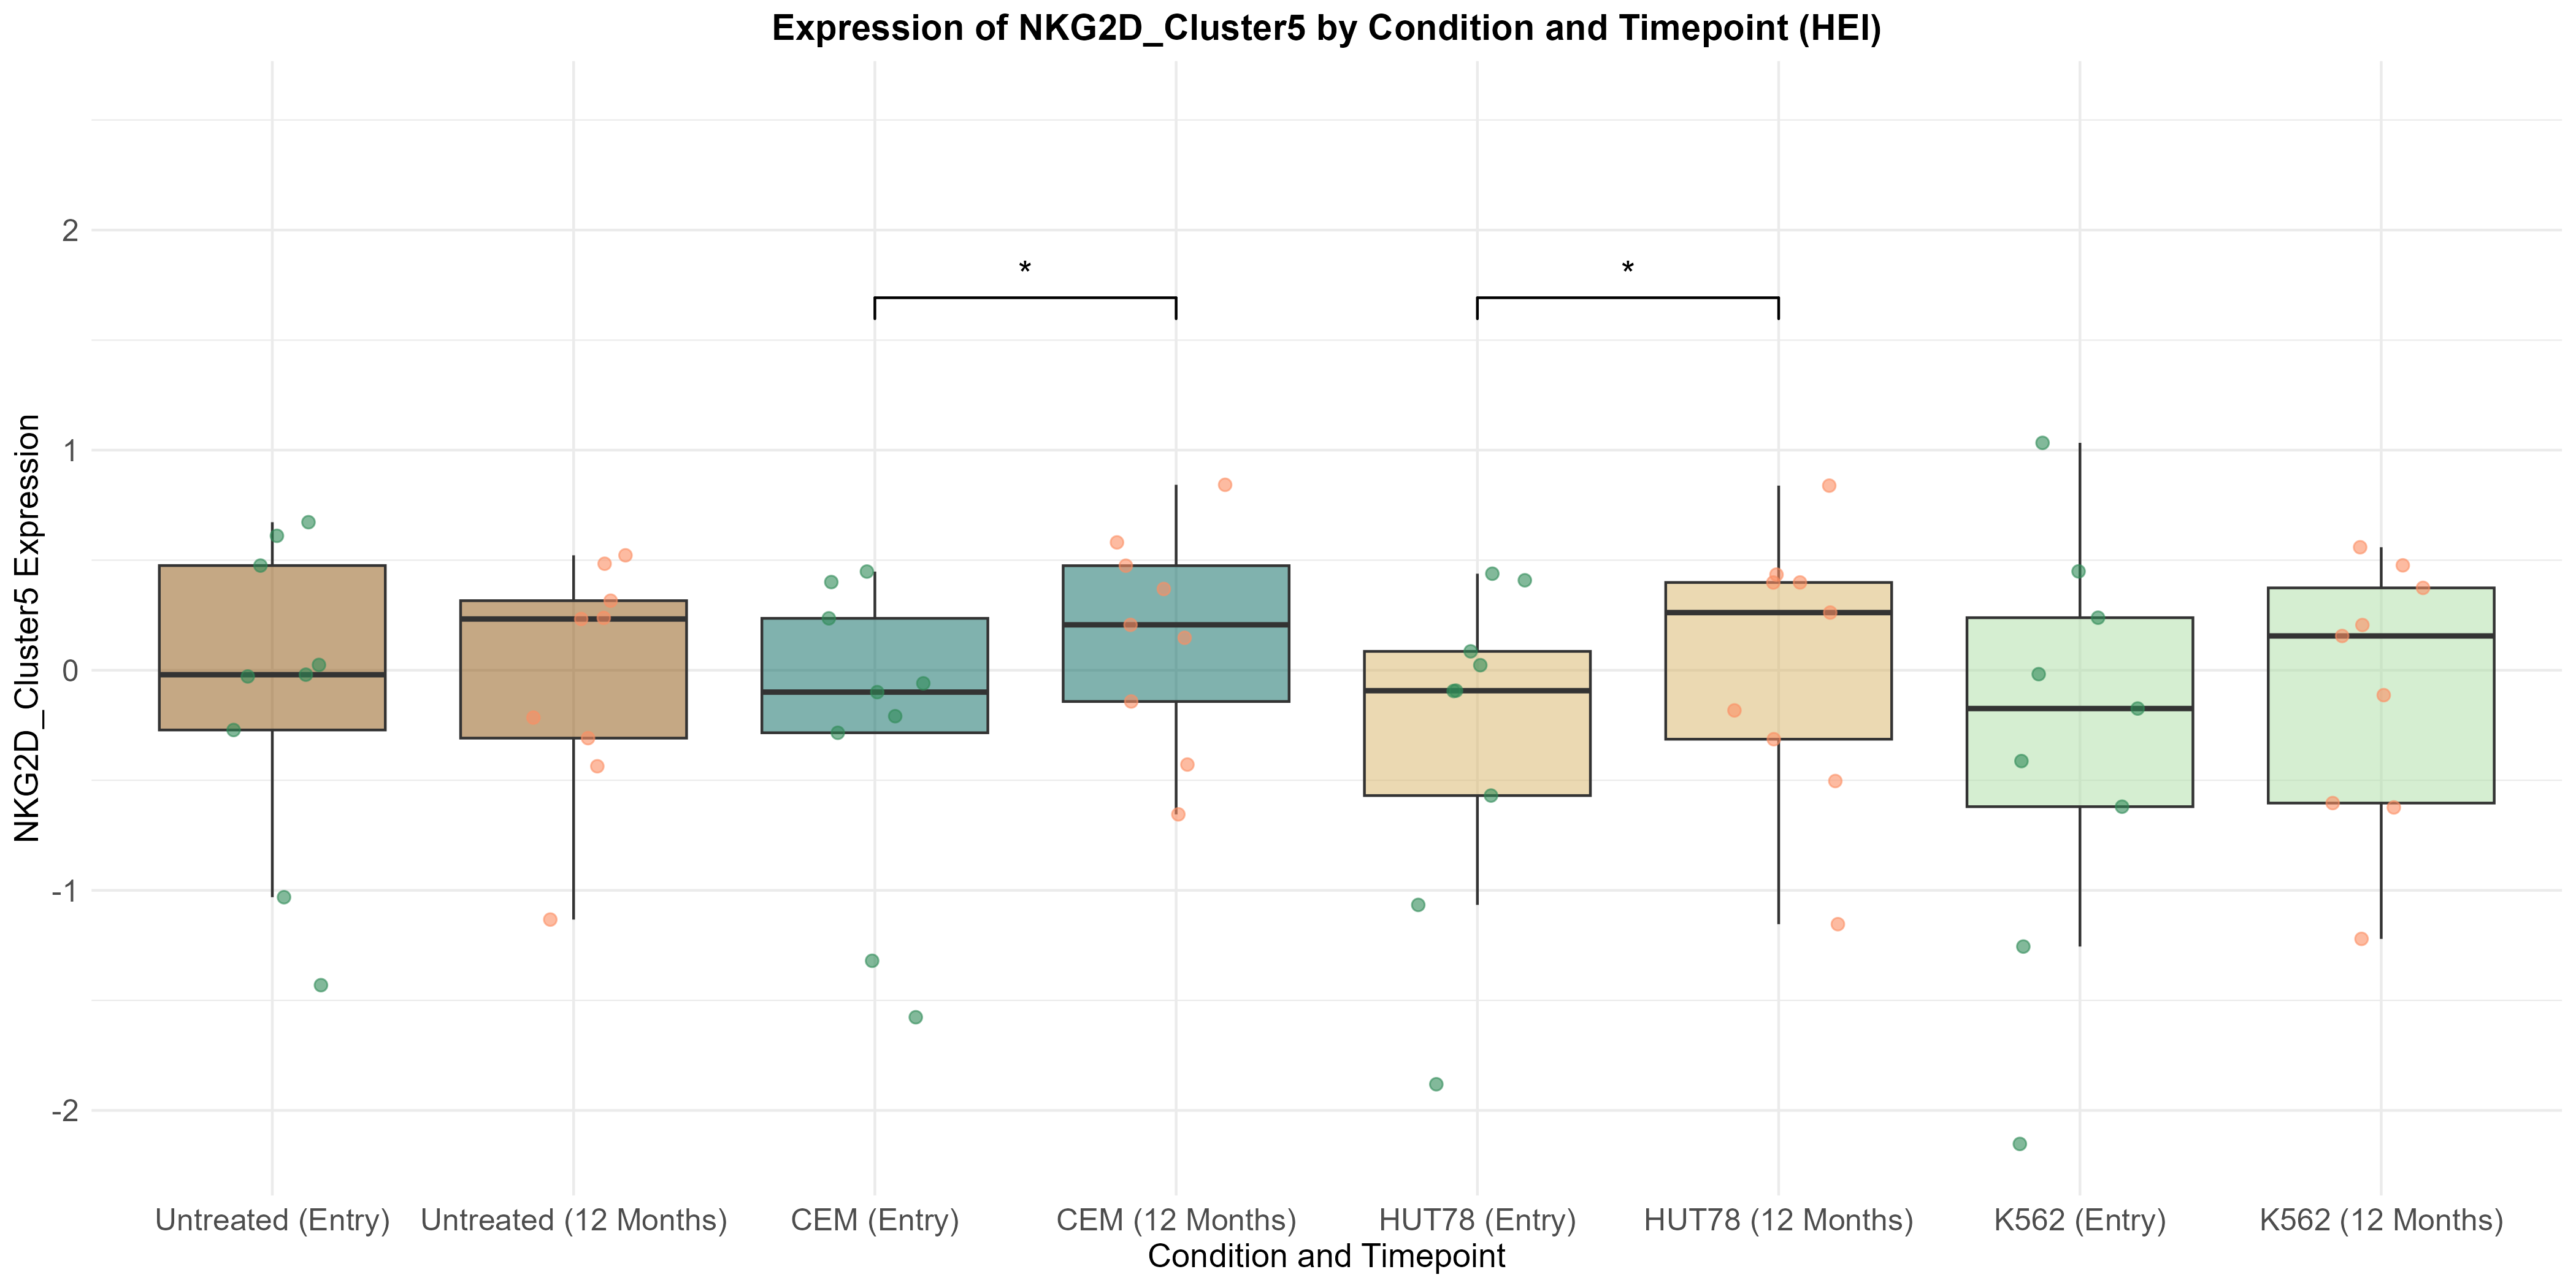 Expression of NKG2D_Cluster5 by Condition and Timepoint (HEI)
NKG2D_Cluster5 Expression
2
1
0
-1
-2
*
*
Untreated (Entry)
Untreated (12 Months)
CEM (Entry)
CEM (12 Months)
HUT78 (Entry)
HUT78 (12 Months)
K562 (Entry)
K562 (12 Months)
Condition and Timepoint